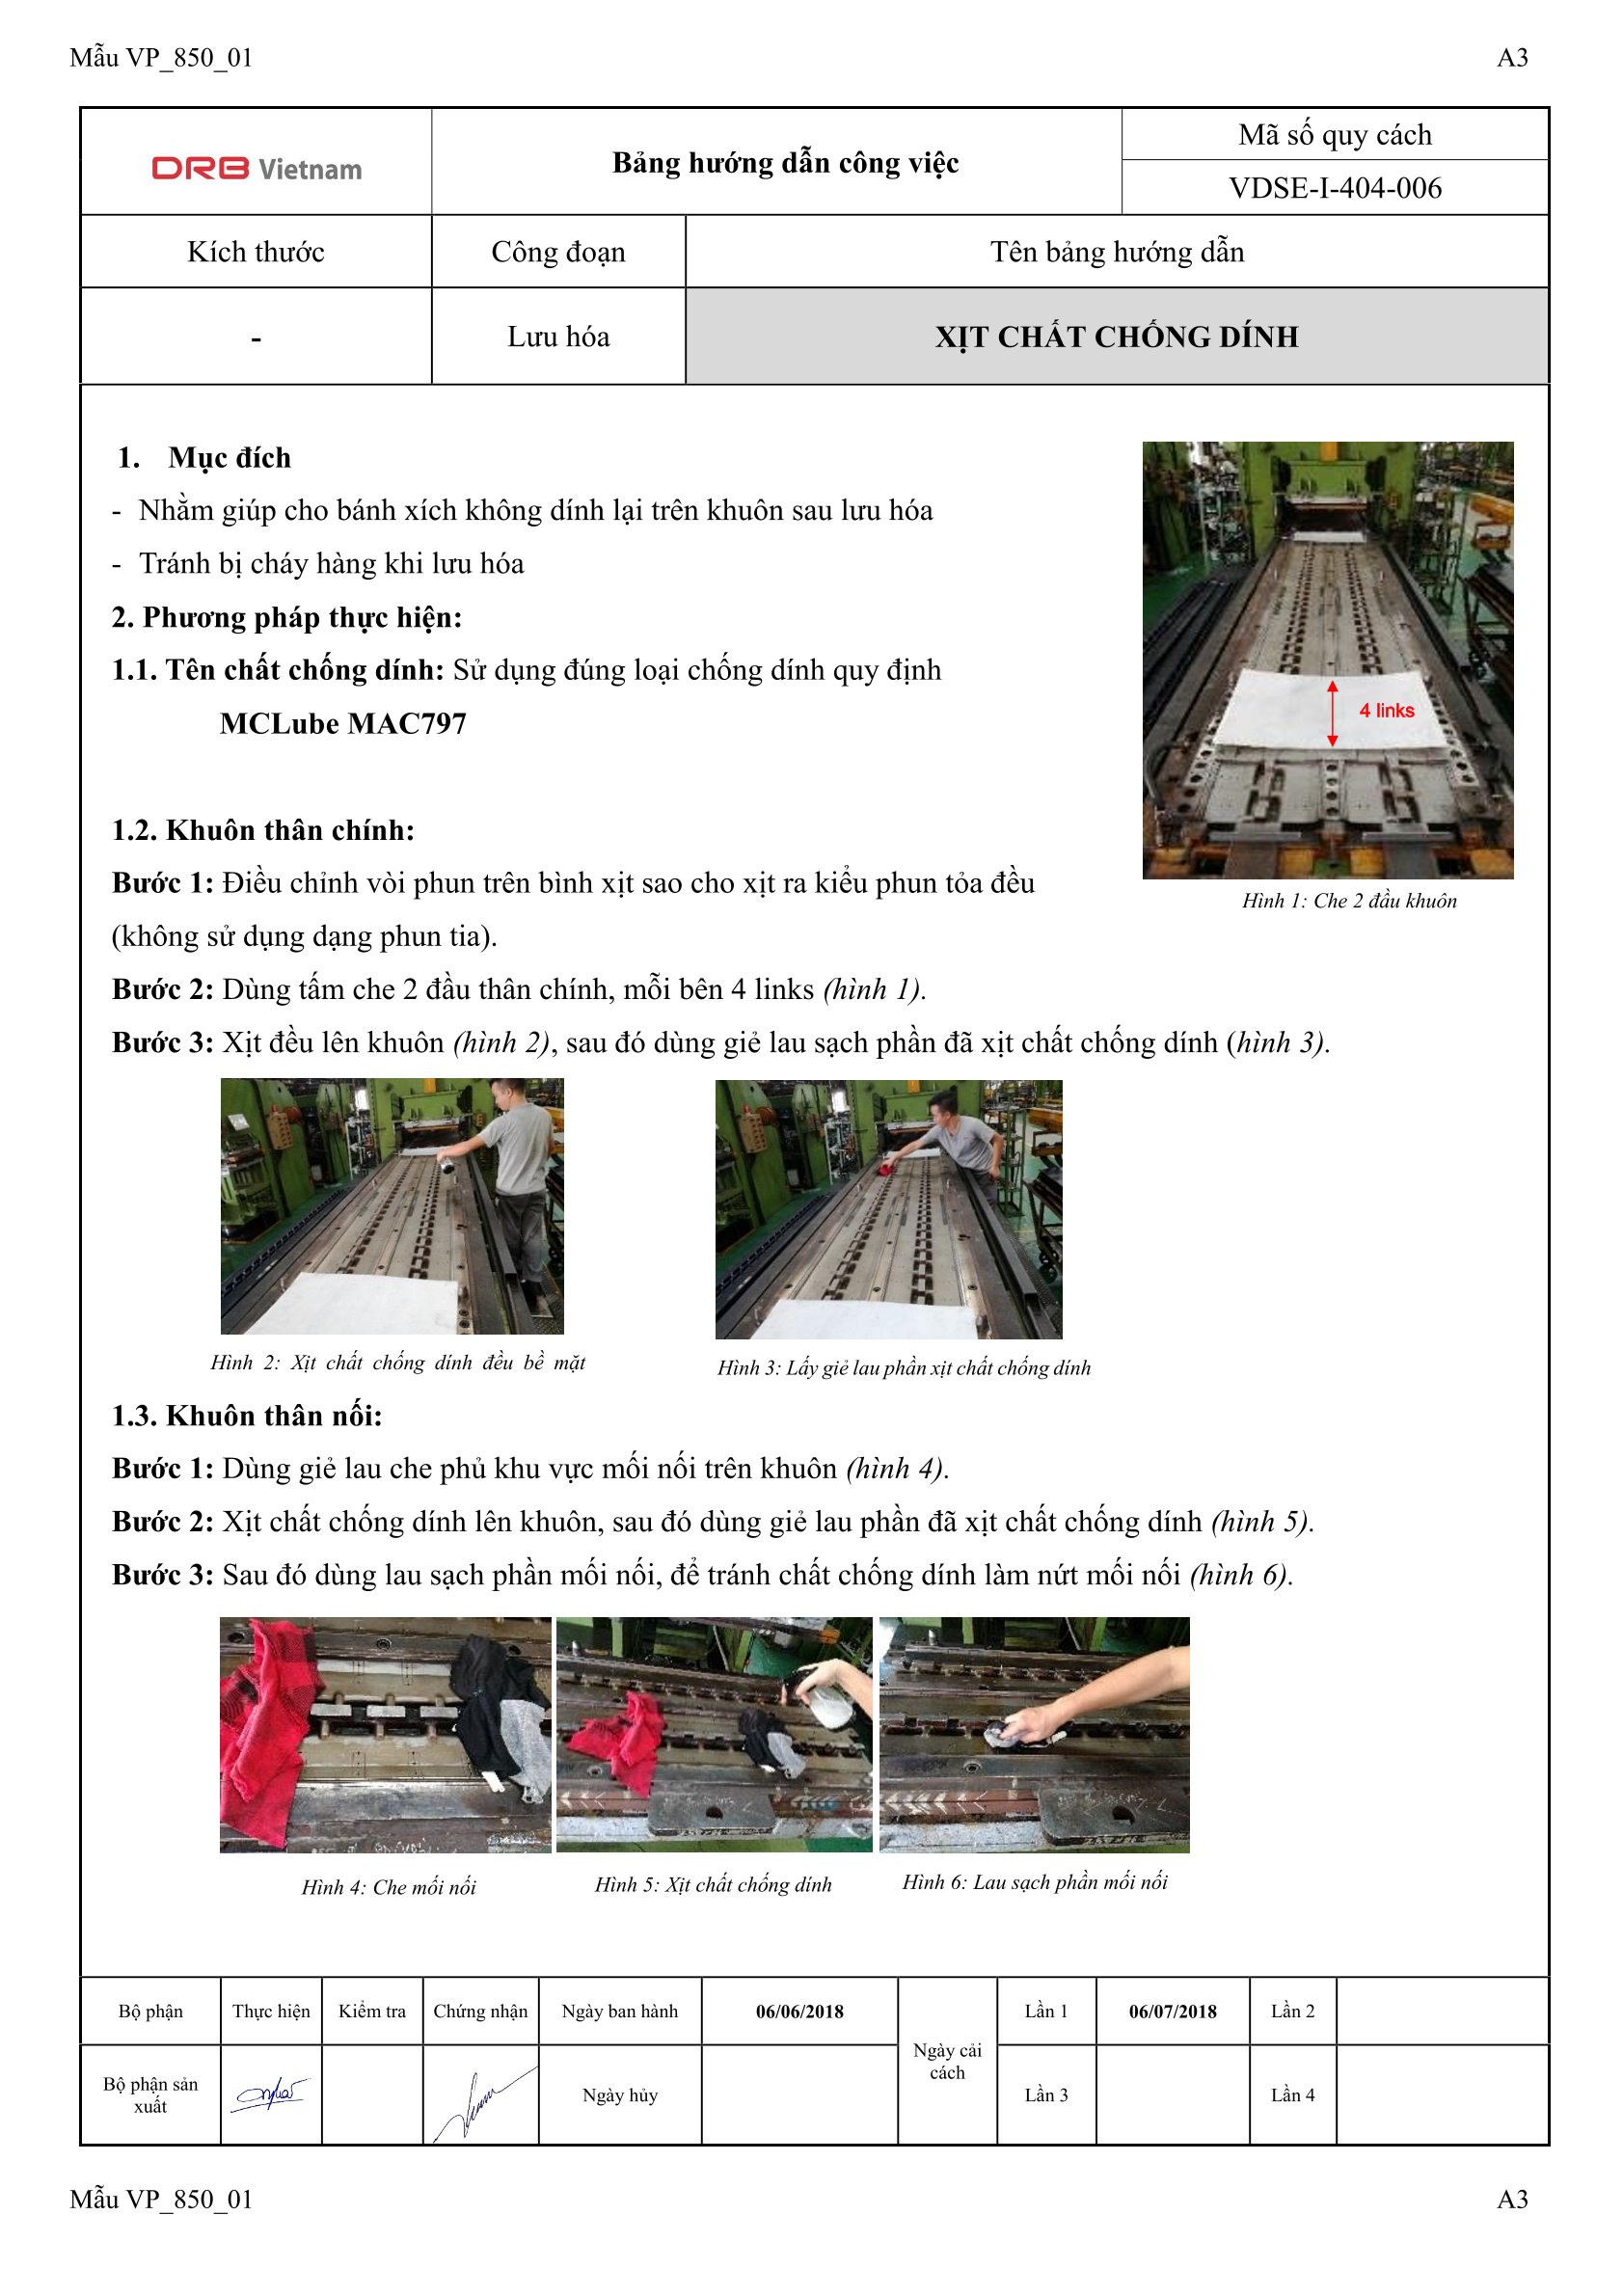 Mẫu VP_850_01 A3
DRB Vietnam
Bảng hướng dẫn công việc
Mã số quy cách
VDSE-I-404-006
Kích thước
Công đoạn
Tên bảng hướng dẫn
-
Lưu hóa
XỊT CHẤT CHỐNG DÍNH
1. Mục đích
- Nhằm giúp cho bánh xích không dính lại trên khuôn sau lưu hóa
- Tránh bị cháy hàng khi lưu hóa
2. Phương pháp thực hiện:
1.1. Tên chất chống dính: Sử dụng đúng loại chống dính quy định
MCLube MAC797
4 links
Hình 1: Che 2 đầu khuôn
1.2. Khuôn thân chính:
Bước 1: Điều chỉnh vòi phun trên bình xịt sao cho xịt ra kiểu phun tỏa đều
(không sử dụng dạng phun tia).
Bước 2: Dùng tấm che 2 đầu thân chính, mỗi bên 4 links (hình 1).
Bước 3: Xịt đều lên khuôn (hình 2), sau đó dùng giẻ lau sạch phần đã xịt chất chống dính (hình 3).
Hình 2: Xịt chất chống dính đều bề mặt
Hình 3: Lấy giẻ lau phần xịt chất chống dính
1.3. Khuôn thân nối:
Bước 1: Dùng giẻ lau che phủ khu vực mối nối trên khuôn (hình 4).
Bước 2: Xịt chất chống dính lên khuôn, sau đó dùng giẻ lau phần đã xịt chất chống dính (hình 5).
Bước 3: Sau đó dùng lau sạch phần mối nối, để tránh chất chống dính làm nứt mối nối (hình 6).
Hình 4: Che mối nối
Hình 5: Xịt chất chống dính
Hình 6: Lau sạch phần mối nối
Bộ phận
Thực hiện
Kiểm tra
Chứng nhận
Ngày ban hành
06/06/2018
Ngày cải
cách
Lần 1
06/07/2018
Lần 2
Bộ phận sản
xuất
Ngày hủy
Lần 3
Lần 4
Mẫu VP_850_01 A3